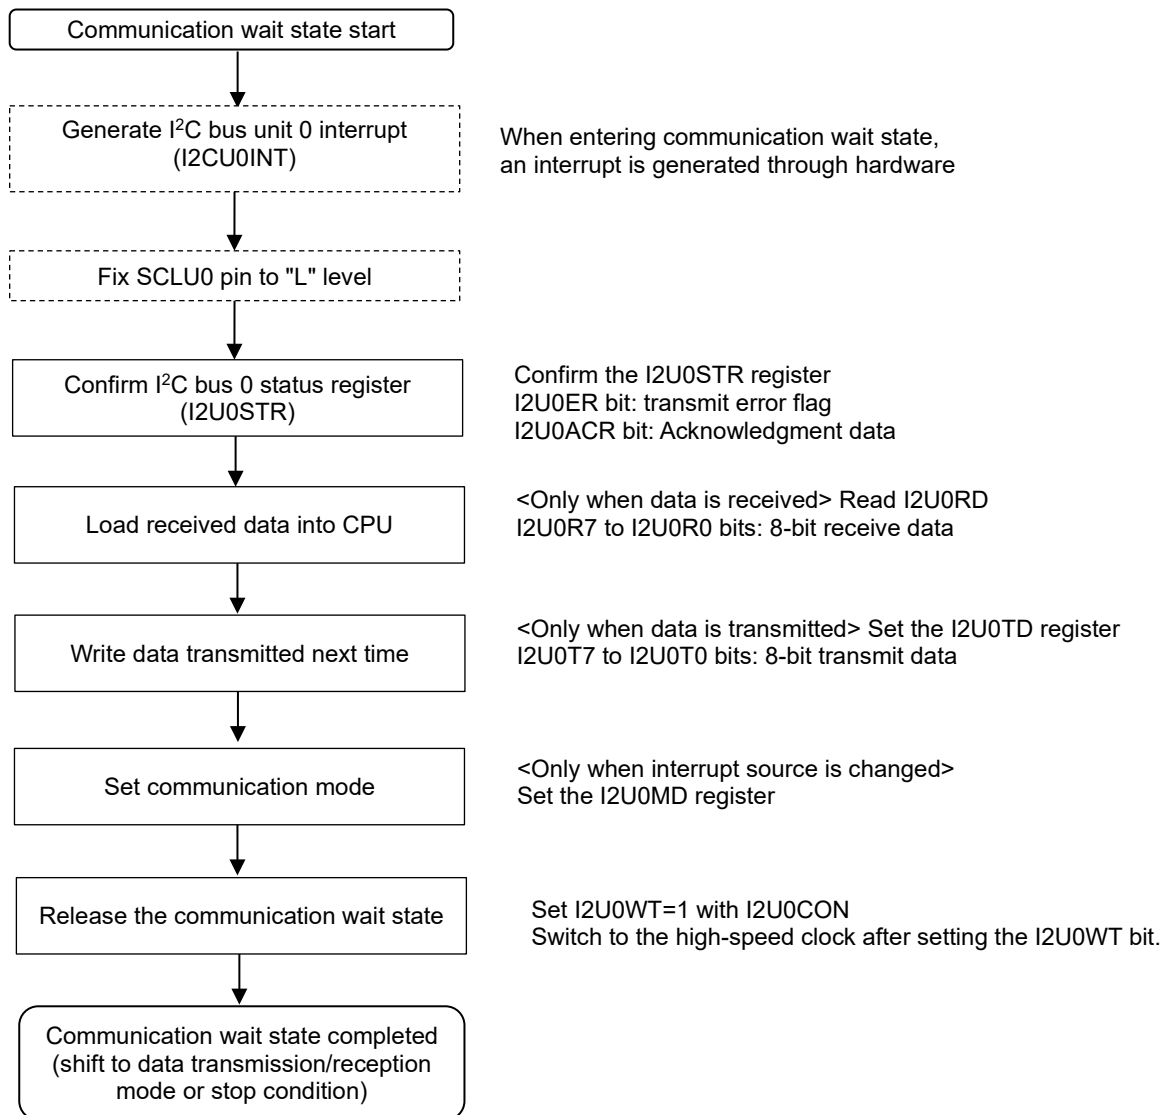 Communication wait state start
Generate I²C bus unit 0 interrupt
(I2CU0INT)
When entering communication wait state,
an interrupt is generated through hardware
Fix SCLU0 pin to "L" level
Confirm I²C bus 0 status register
(I2U0STR)
Confirm the I2U0STR register
I2U0ER bit: transmit error flag
I2U0ACR bit: Acknowledgment data
Load received data into CPU
<Only when data is received> Read I2U0RD
I2U0R7 to I2U0R0 bits: 8-bit receive data
Write data transmitted next time
<Only when data is transmitted> Set the I2U0TD register
I2U0T7 to I2U0T0 bits: 8-bit transmit data
Set communication mode
<Only when interrupt source is changed>
Set the I2U0MD register
Release the communication wait state
Set I2U0WT=1 with I2U0CON
Switch to the high-speed clock after setting the I2U0WT bit.
Communication wait state completed
(shift to data transmission/reception
mode or stop condition)